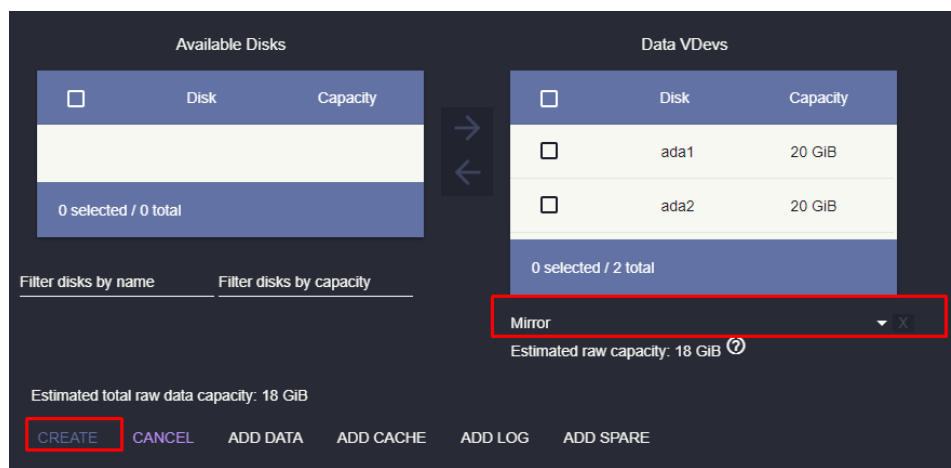 Available Disks
Disk Capacity
0 selected / 0 total
Filter disks by name Filter disks by capacity
Data VDevs
Disk Capacity
ada1 20 GiB
ada2 20 GiB
0 selected / 2 total
Mirror X
Estimated raw capacity: 18 GiB ?
Estimated total raw data capacity: 18 GiB
CREATE CANCEL ADD DATA ADD CACHE ADD LOG ADD SPARE